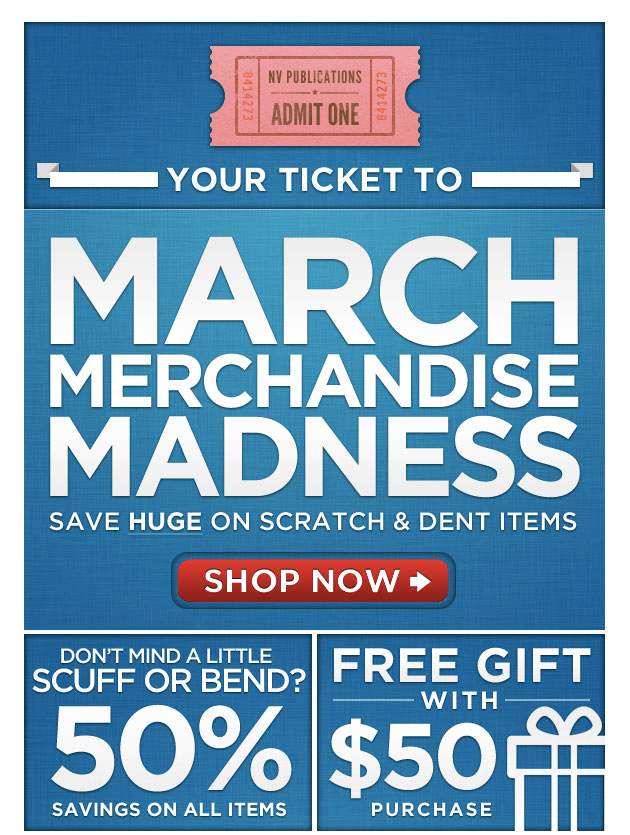 NV PUBLICATIONS
8414273
ADMIT ONE
8414273
YOUR TICKET TO
MARCH
MERCHANDISE
MADNESS
SAVE HUGE ON SCRATCH & DENT ITEMS
SHOP NOW
DON'T MIND A LITTLE
SCUFF OR BEND?
50%
SAVINGS ON ALL ITEMS
FREE GIFT
WITH
$50
PURCHASE